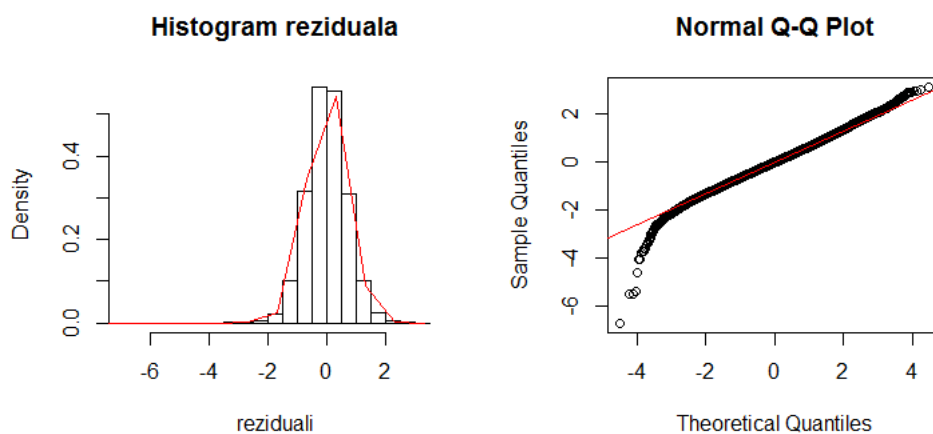 Histogram reziduala
Density
0.0
0.2
0.4
-6 -4 -2 0 2
reziduali
Normal Q-Q Plot
Sample Quantiles
-6
-4
-2
0
2
-4 -2 0 2 4
Theoretical Quantiles